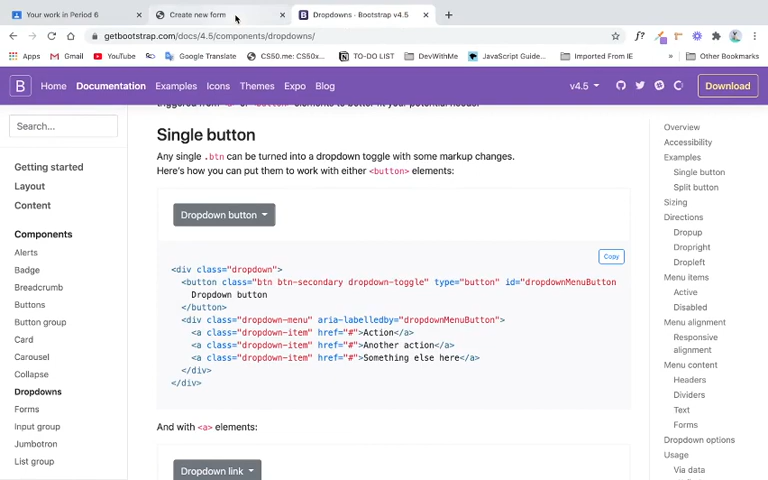 Your work in Period 6
Create new form
Dropdowns · Bootstrap v4.5
getbootstrap.com/docs/4.5/components/dropdowns/
Apps
Gmail
YouTube
Google Translate
CS50.me: CS50x...
TO-DO LIST
DevWithMe
JavaScript Guide...
Imported From IE
»
Other Bookmarks
B Home Documentation Examples Icons Themes Expo Blog v4.5 Download
Search...
Getting started
Layout
Content
Components
Alerts
Badge
Breadcrumb
Buttons
Button group
Card
Carousel
Collapse
Dropdowns
Forms
Input group
Jumbotron
List group
Single button
Any single .btn can be turned into a dropdown toggle with some markup changes.
Here's how you can put them to work with either <button> elements:
Dropdown button
Copy
<div class="dropdown">
<button class="btn btn-secondary dropdown-toggle" type="button" id="dropdownMenuButton
Dropdown button
</button>
<div class="dropdown-menu" aria-labelledby="dropdownMenuButton">
<a class="dropdown-item" href="#">Action</a>
<a class="dropdown-item" href="#">Another action</a>
<a class="dropdown-item" href="#">Something else here</a>
</div>
</div>
And with <a> elements:
Dropdown link
Overview
Accessibility
Examples
Single button
Split button
Sizing
Directions
Dropup
Dropright
Dropleft
Menu items
Active
Disabled
Menu alignment
Responsive
alignment
Menu content
Headers
Dividers
Text
Forms
Dropdown options
Usage
Via data